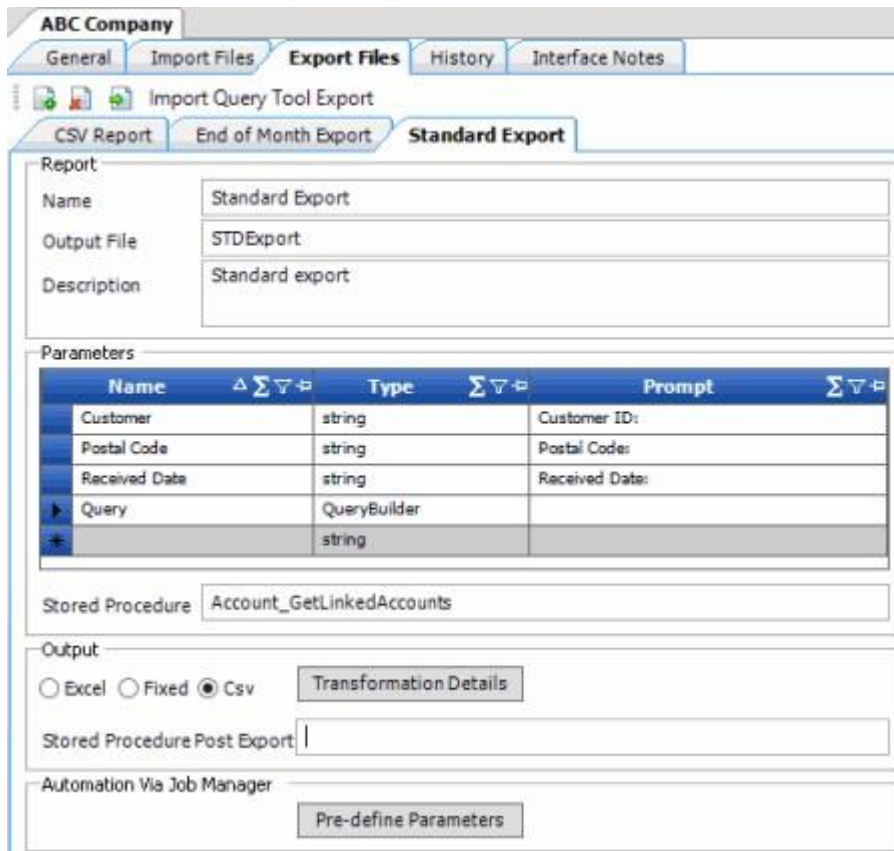 ABC Company
General Import Files Export Files History Interface Notes
Import Query Tool Export
CSV Report End of Month Export Standard Export
Report
Name Standard Export
Output File STDExport
Description Standard export
Parameters
Name Type Prompt
Customer string Customer ID:
Postal Code string Postal Code:
Received Date string Received Date:
Query QueryBuilder
string
Stored Procedure Account_GetLinkedAccounts
Output
Excel Fixed Csv Transformation Details
Stored Procedure Post Export
Automation Via Job Manager
Pre-define Parameters